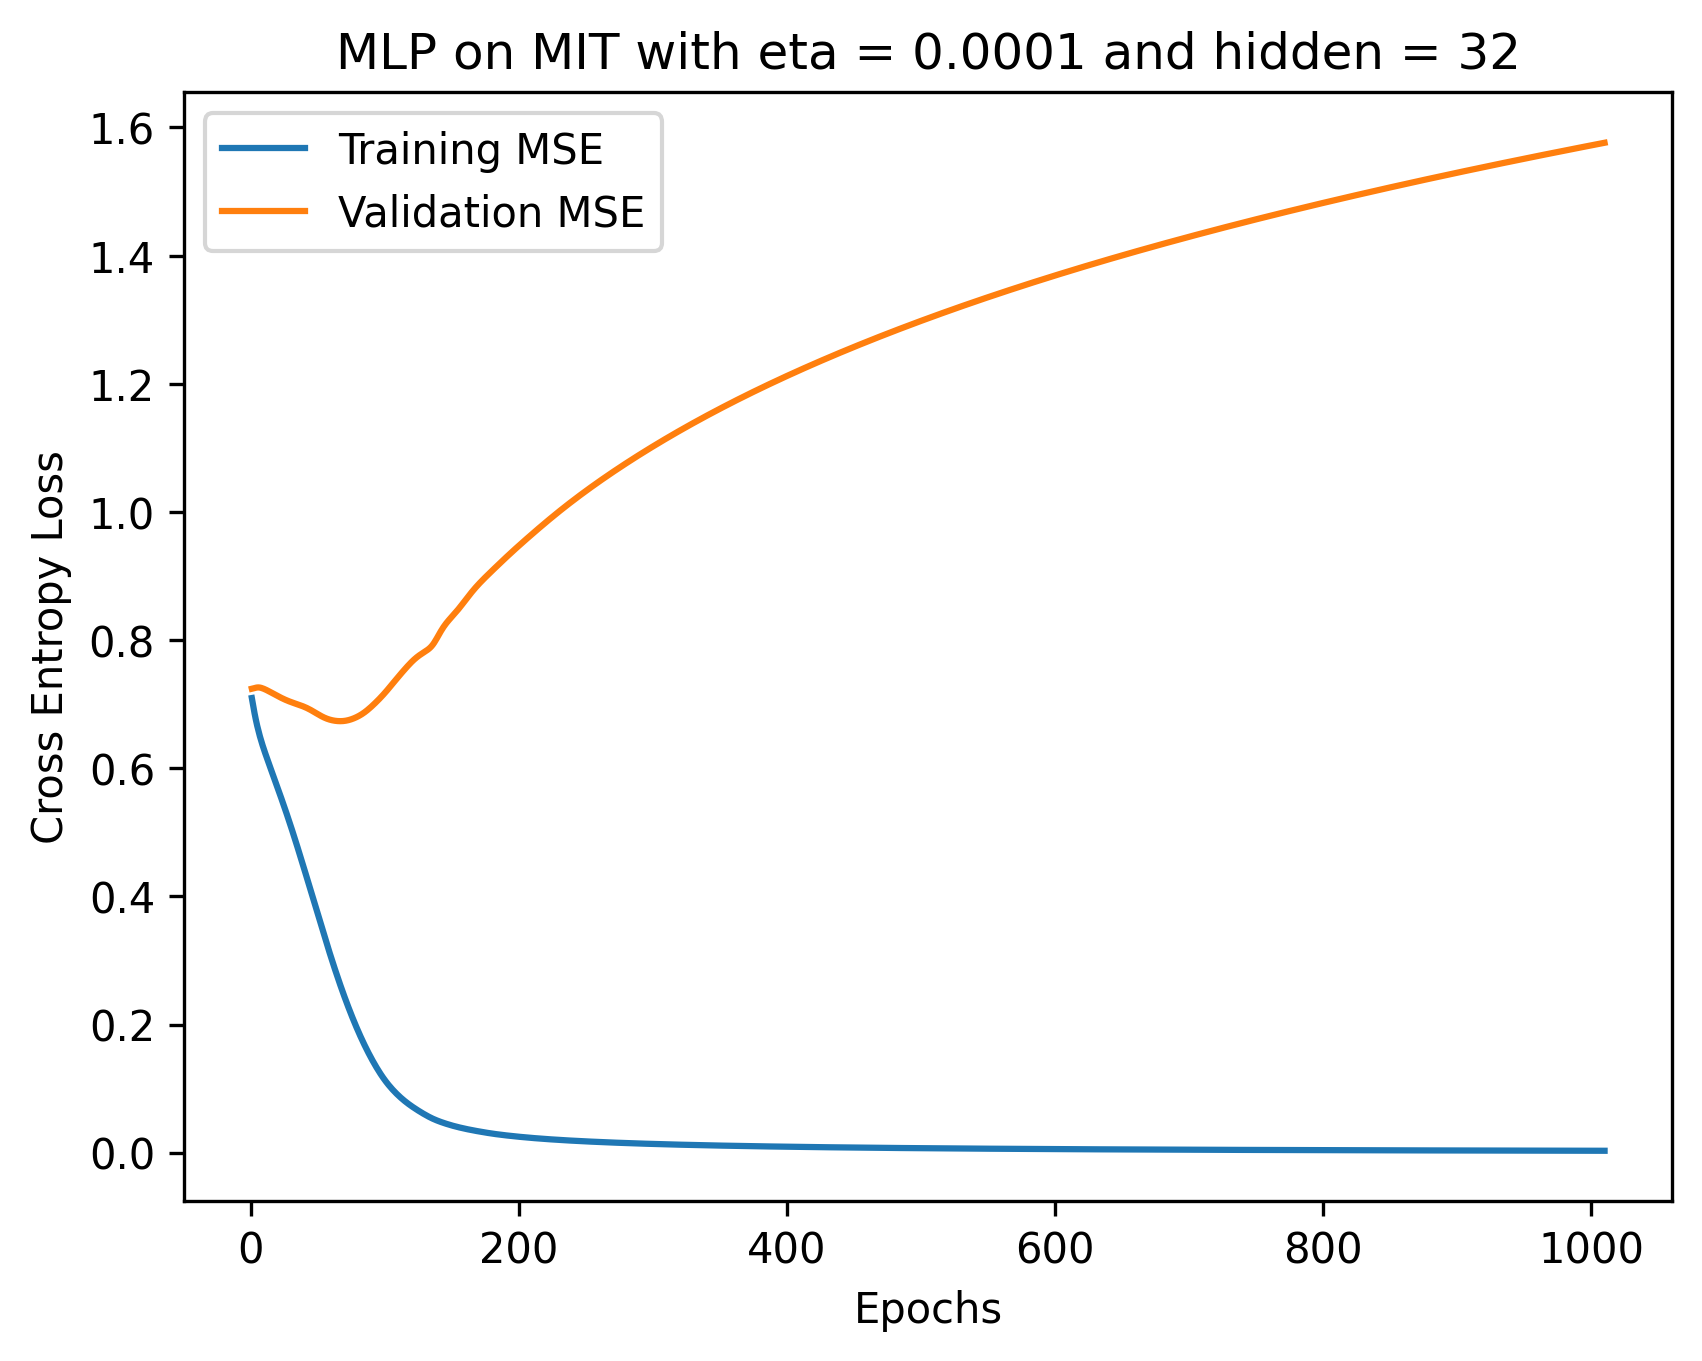 MLP on MIT with eta = 0.0001 and hidden = 32
Training MSE
Validation MSE
1.6
1.4
1.2
1.0
0.8
0.6
0.4
0.2
0.0
Cross Entropy Loss
0 200 400 600 800 1000
Epochs